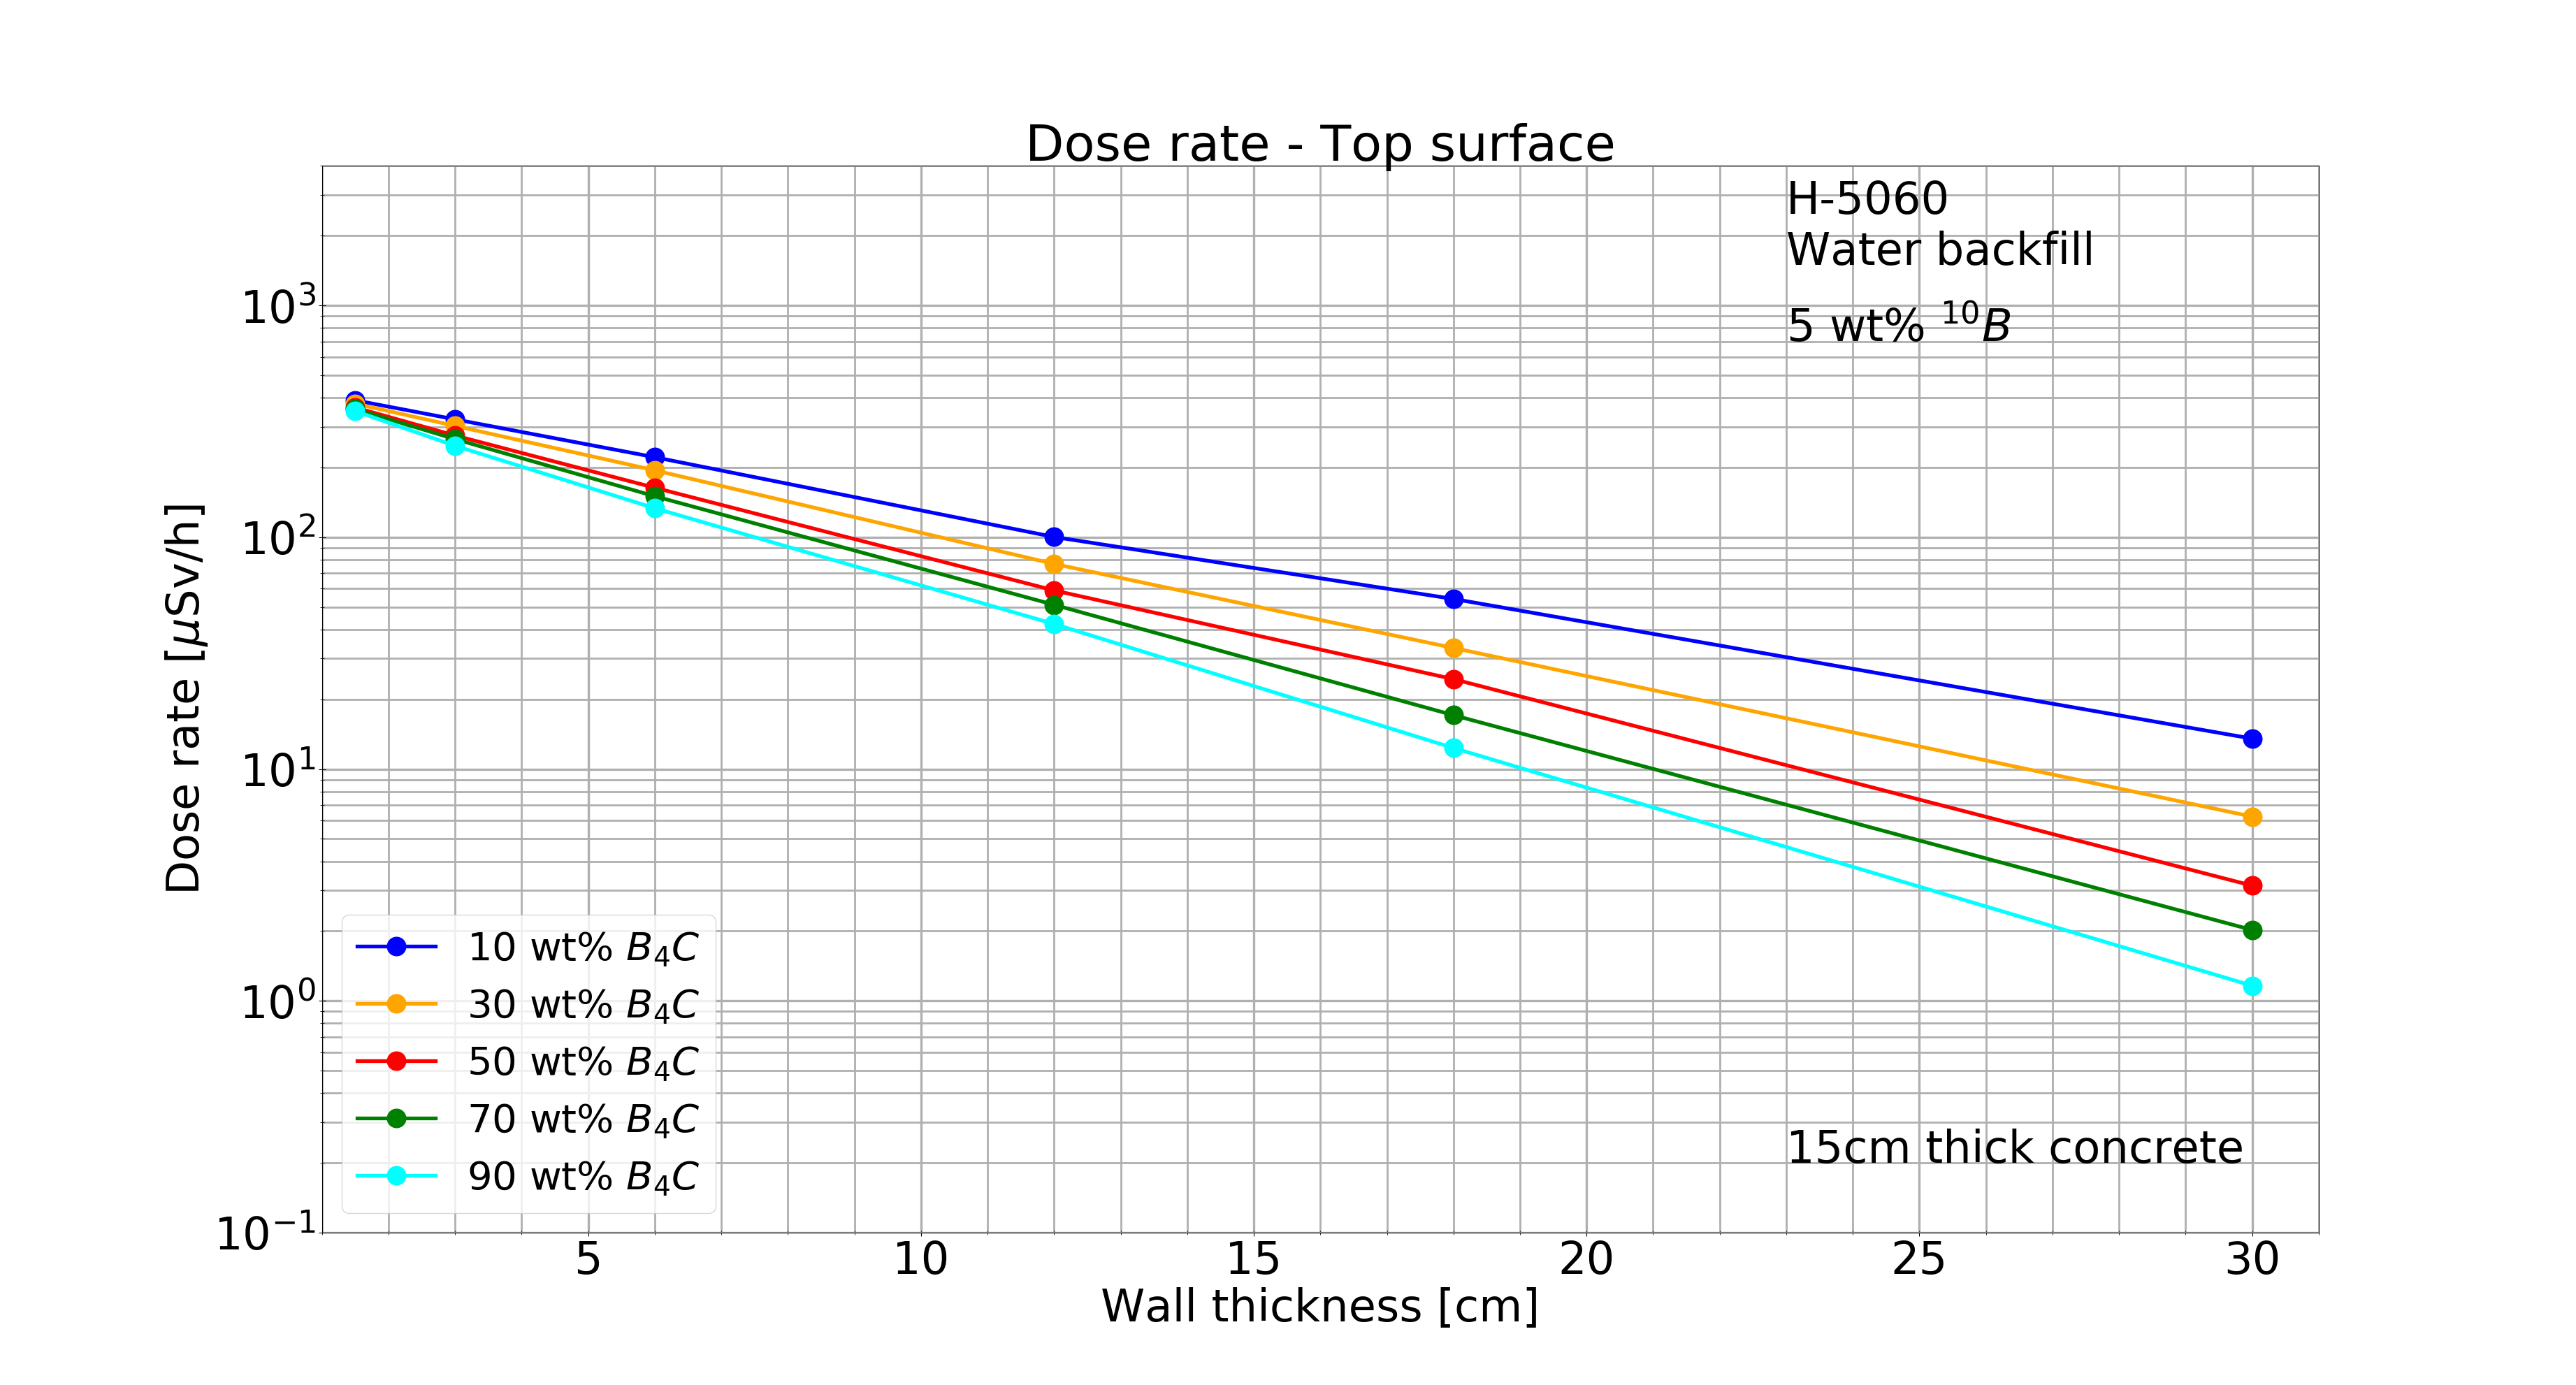 Dose rate - Top surface
H-5060
Water backfill
5 wt% ¹⁰B
10³
10²
10¹
10⁰
10⁻¹
Dose rate [μSv/h]
10 wt% B₄C
30 wt% B₄C
50 wt% B₄C
70 wt% B₄C
90 wt% B₄C
15cm thick concrete
5 10 15 20 25 30
Wall thickness [cm]